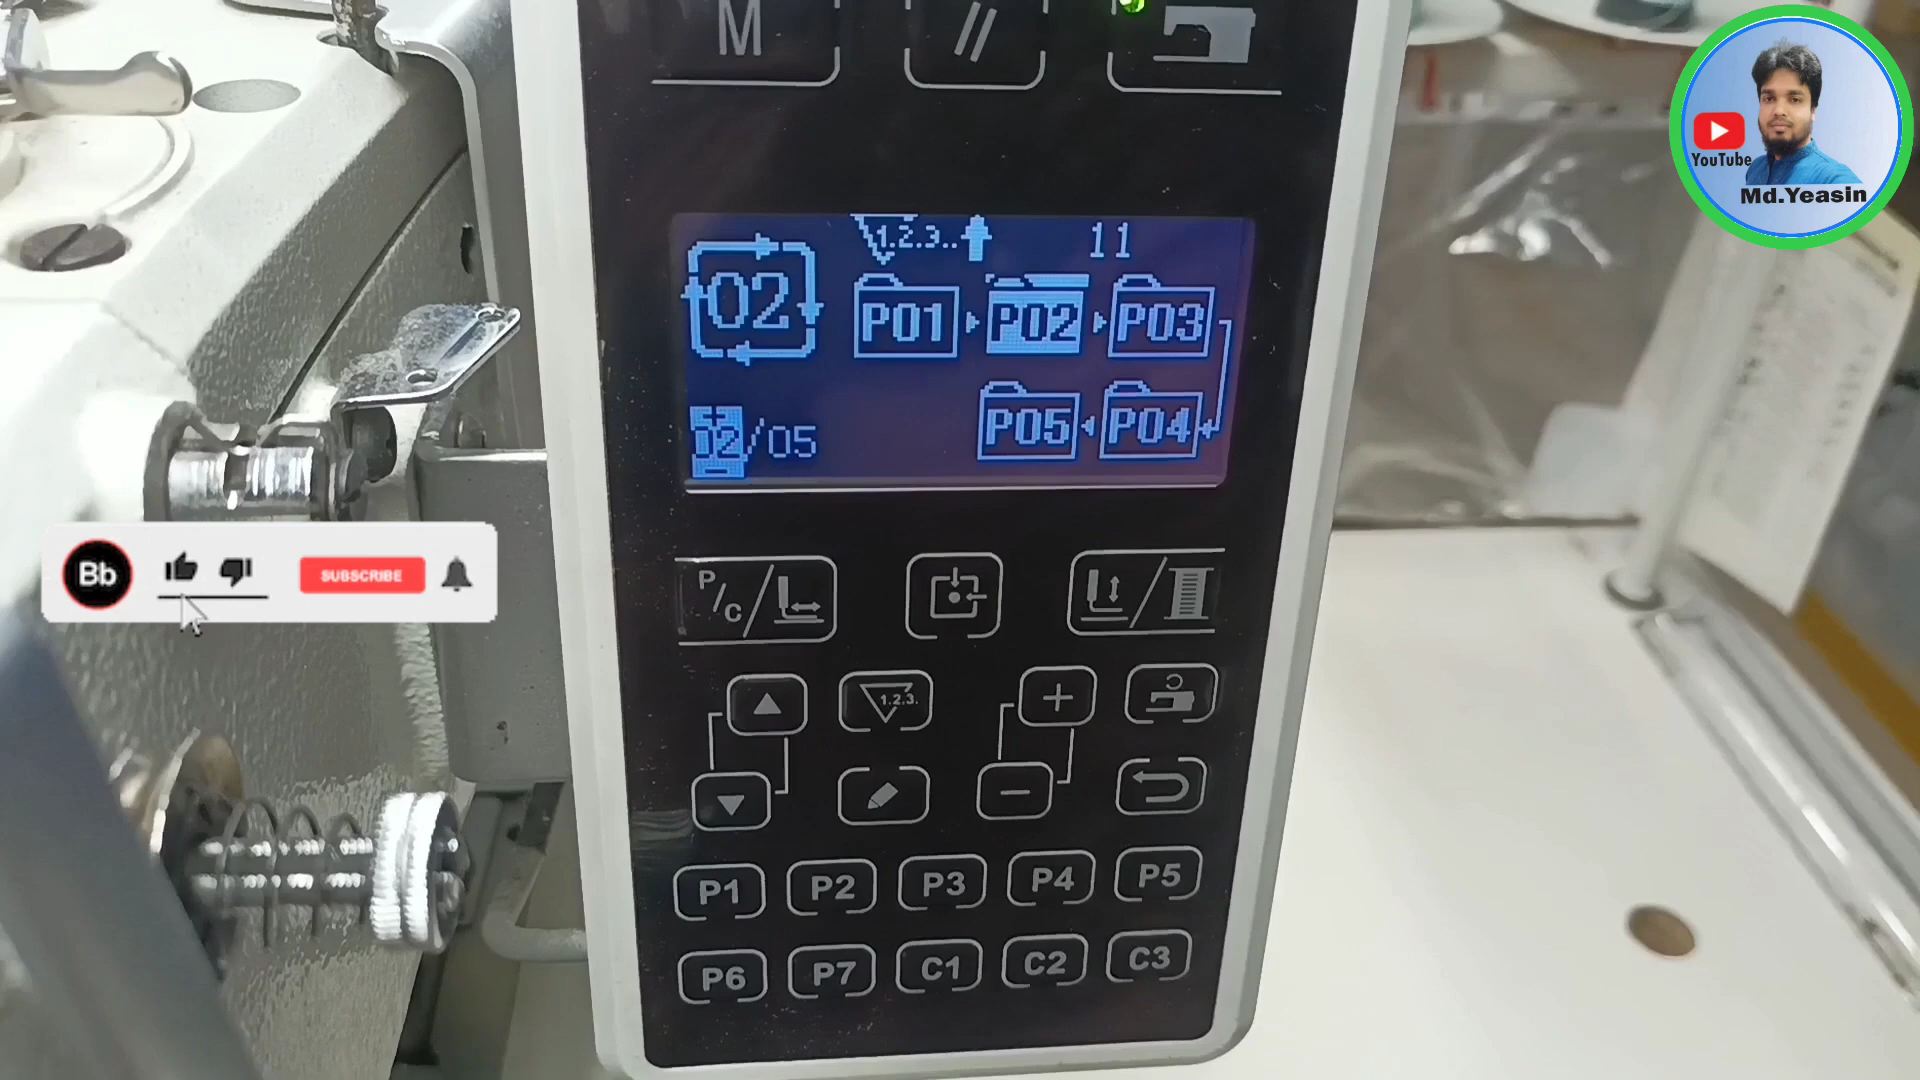 M
1.2.3..
11
02
P01
P02
P03
02/05
P05
P04
P/C
1.2.3.
P1
P2
P3
P4
P5
P6
P7
C1
C2
C3
Bb
SUBSCRIBE
YouTube
Md.Yeasin